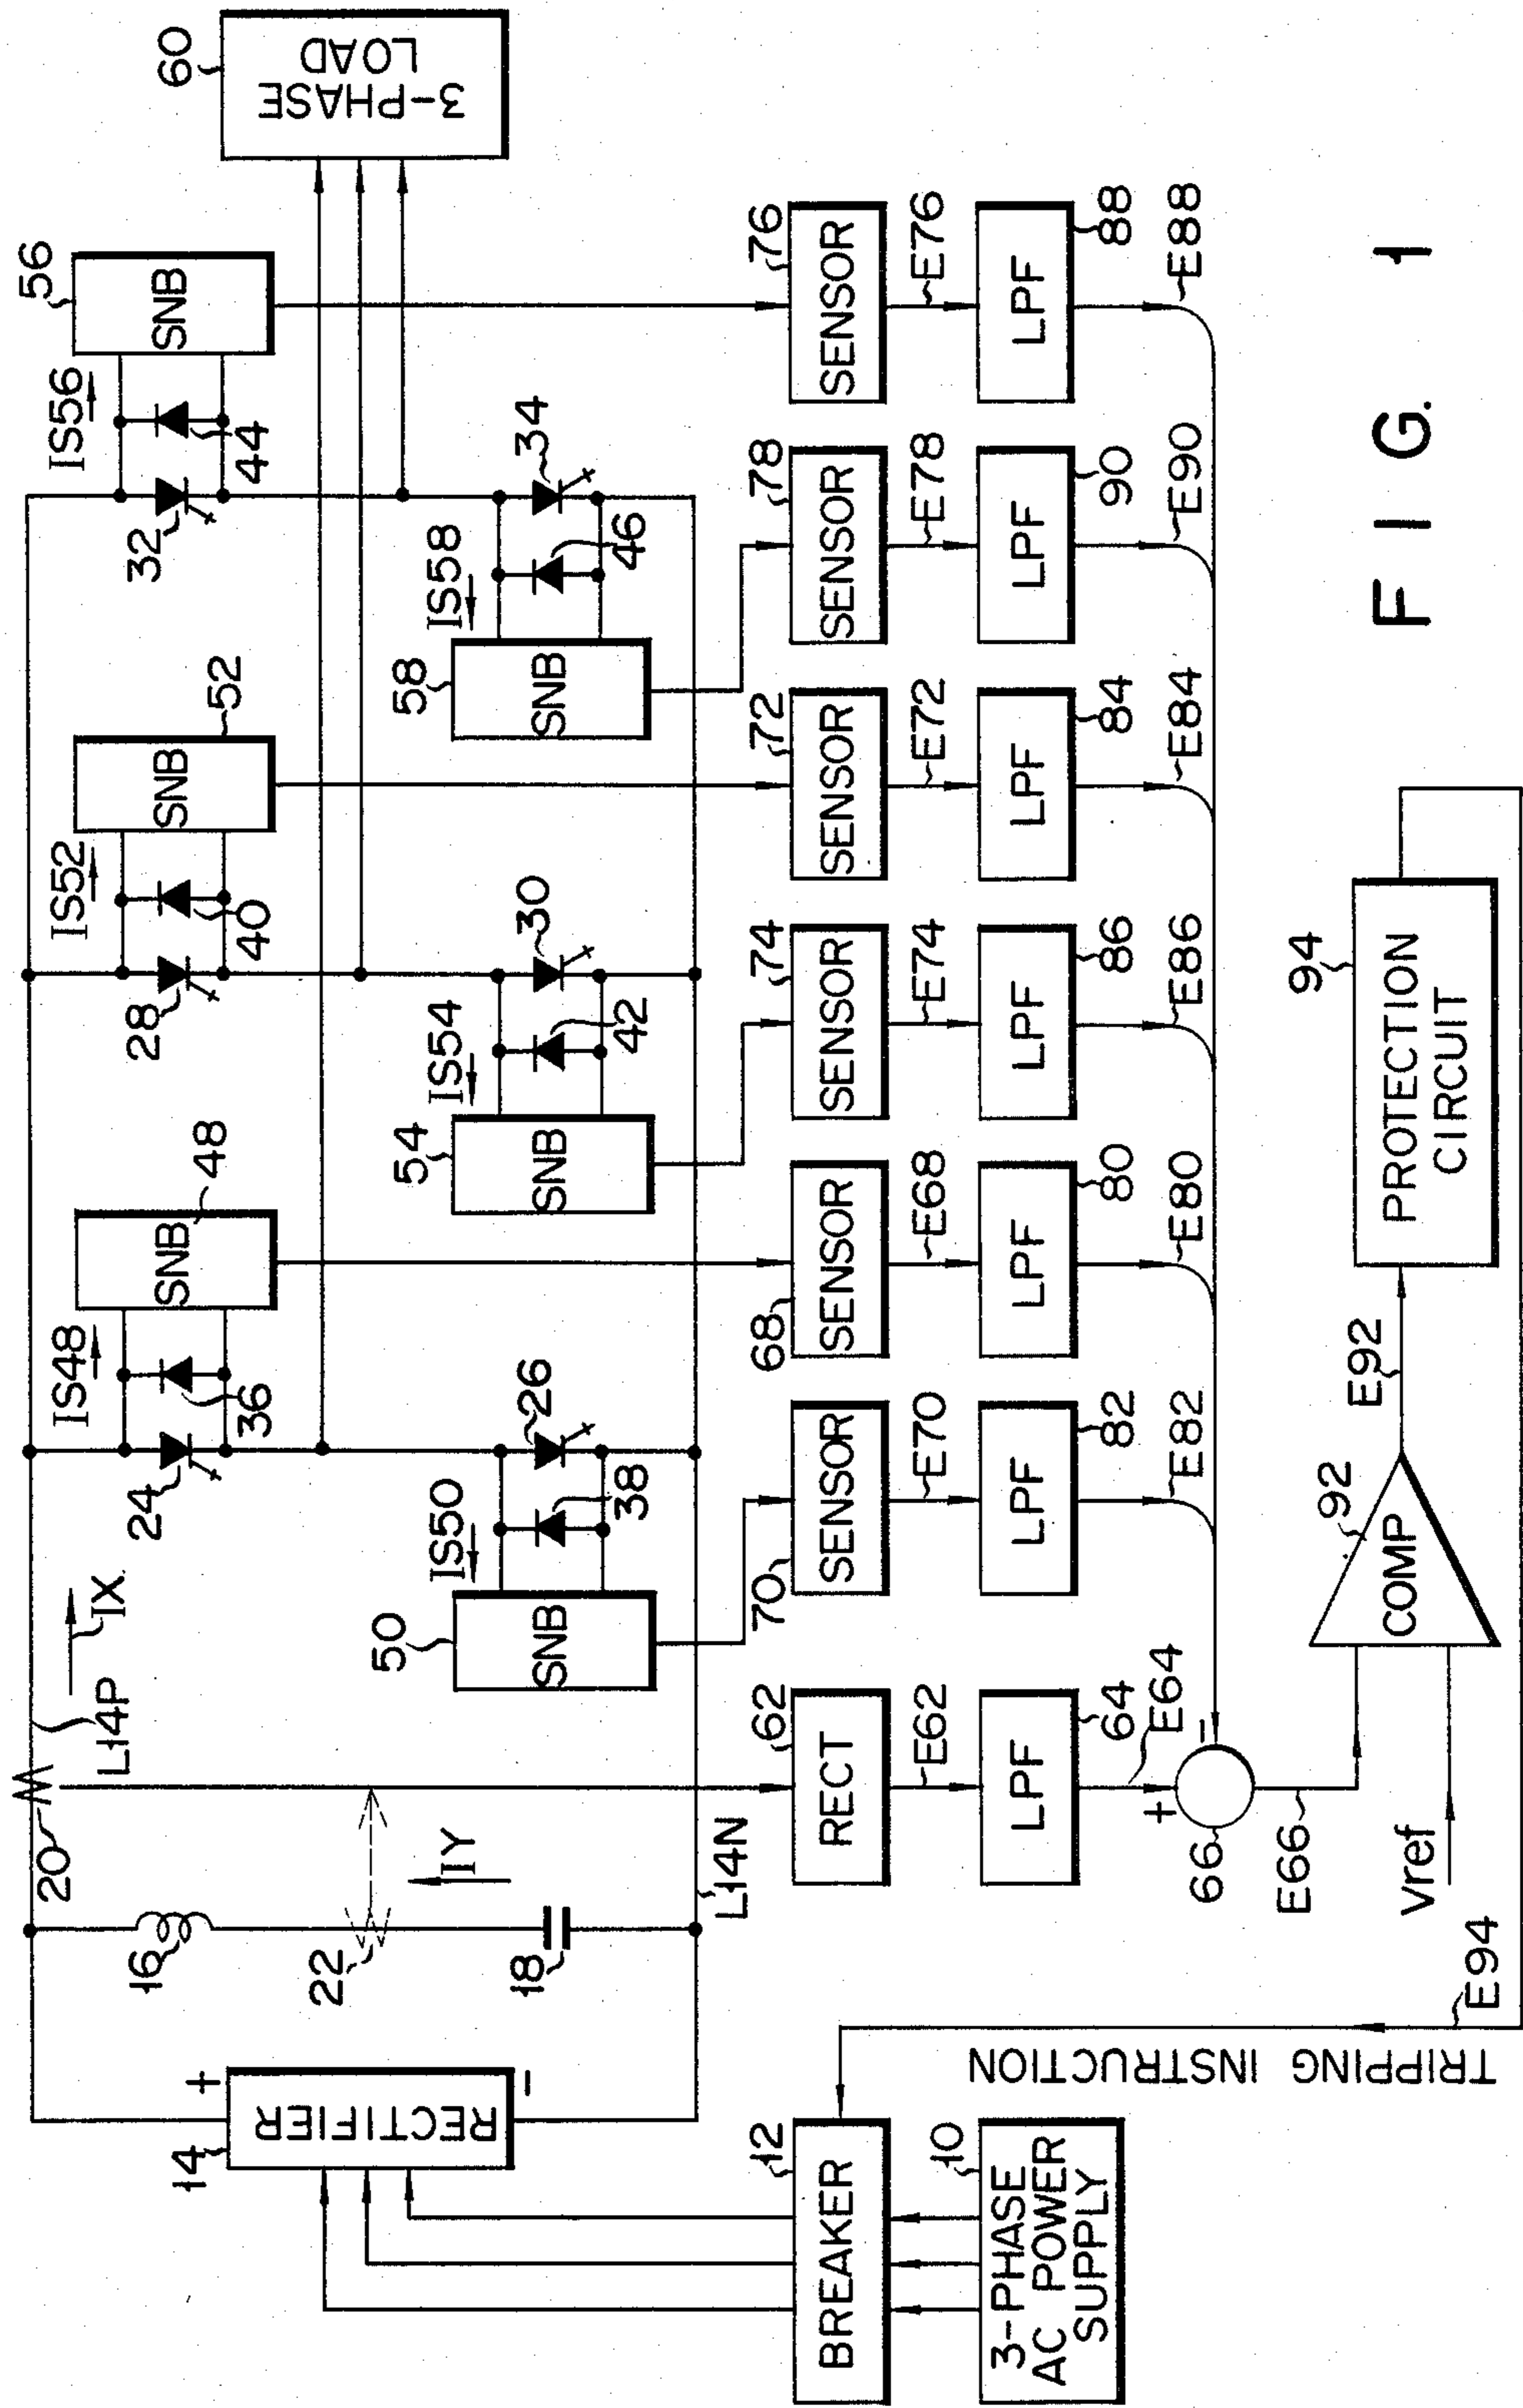 60
3-PHASE
LOAD
56
SNB
IS56
44
32
34
46
IS58
58
SNB
52
SNB
IS52
40
28
30
42
IS54
54
SNB
48
SNB
IS48
36
24
26
38
IS50
50
SNB
IX
L14P
20
22
IY
16
18
L14N
14
RECTIFIER
+
-
12
BREAKER
10
3-PHASE
AC POWER
SUPPLY
62
RECT
E62
64
LPF
E64
+
-
66
E66
70
SENSOR
E70
82
LPF
E82
68
SENSOR
E68
80
LPF
E80
74
SENSOR
E74
86
LPF
E86
72
SENSOR
E72
84
LPF
E84
78
SENSOR
E78
90
LPF
E90
76
SENSOR
E76
88
LPF
E88
Vref
92
COMP
E92
94
PROTECTION
CIRCUIT
E94
TRIPPING INSTRUCTION
FIG. 1